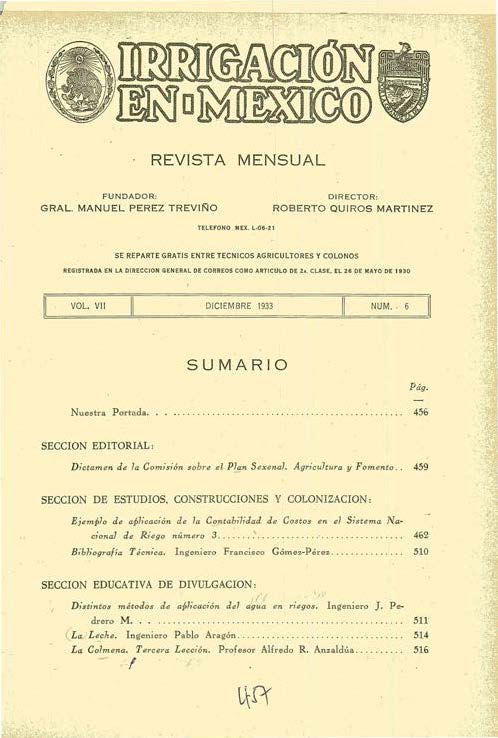 IRRIGACIÓN
EN-MEXICO
REVISTA MENSUAL
FUNDADOR:
GRAL. MANUEL PEREZ TREVIÑO
DIRECTOR:
ROBERTO QUIROS MARTINEZ
TELEFONO MEX. L-06-21
SE REPARTE GRATIS ENTRE TECNICOS AGRICULTORES Y COLONOS
REGISTRADA EN LA DIRECCION GENERAL DE CORREOS COMO ARTICULO DE 2a. CLASE, EL 26 DE MAYO DE 1930
VOL. VII DICIEMBRE 1933 NUM. 6
SUMARIO
Pág.
Nuestra Portada. . . .......................................... 456
SECCION EDITORIAL:
Dictamen de la Comisión sobre el Plan Sexenal. Agricultura y Fomento.. 459
SECCION DE ESTUDIOS, CONSTRUCCIONES Y COLONIZACION:
Ejemplo de aplicación de la Contabilidad de Costos en el Sistema Na-
cional de Riego número 3................................ 462
Bibliografía Técnica. Ingeniero Francisco Gómes-Pérez.............. 510
SECCION EDUCATIVA DE DIVULGACION:
Distintos métodos de aplicación del agua en riegos. Ingeniero J. Pe-
drero M. . ............................................ 511
La Leche. Ingeniero Pablo Aragón................................ 514
La Colmena. Tercera Lección. Profesor Alfredo R. Anzaldúa.......... 516
457